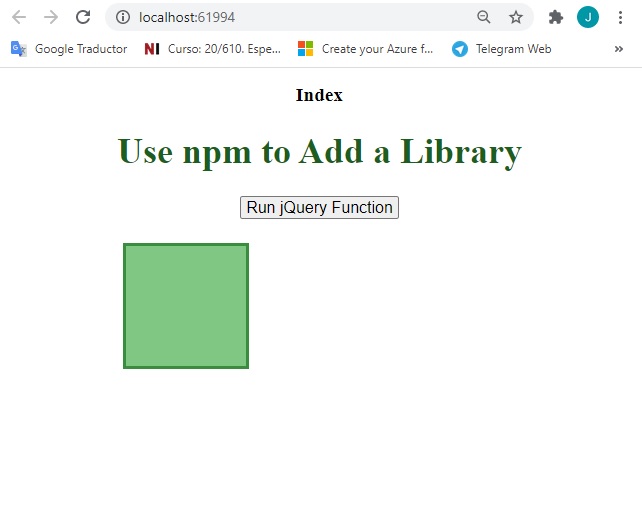 localhost:61994
J
Google Traductor NI Curso: 20/610. Espe... Create your Azure f... Telegram Web »
Index
Use npm to Add a Library
Run jQuery Function